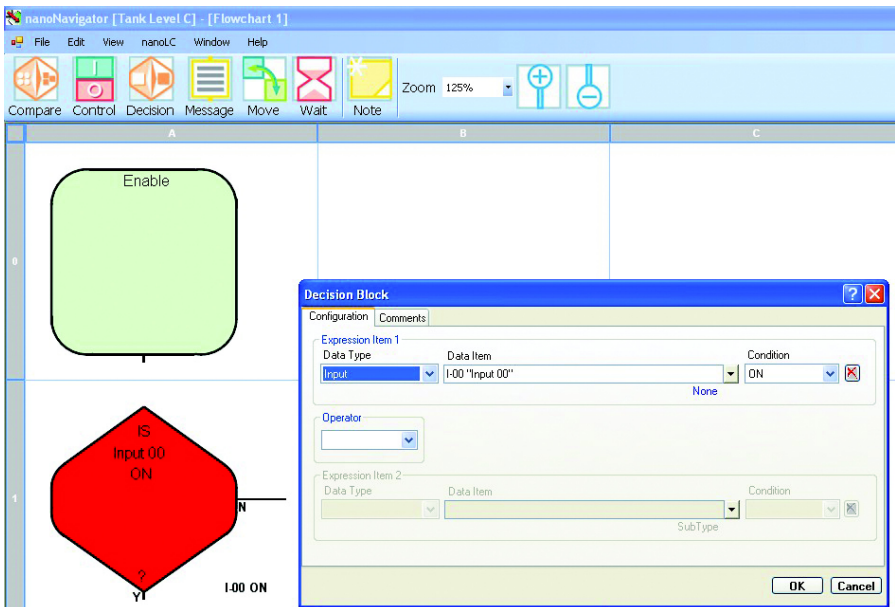 nanoNavigator [Tank Level C] - [Flowchart 1]
File Edit View nanoLC Window Help
Compare Control Decision Message Move Wait Note Zoom 125%
A B C
0
Enable
Decision Block
Configuration Comments
Expression Item 1
Data Type Data Item Condition
Input I-00 "Input 00" ON
None
Operator
Expression Item 2
Data Type Data Item Condition
SubType
OK Cancel
1
IS
Input 00
ON
N
?
Y
I-00 ON